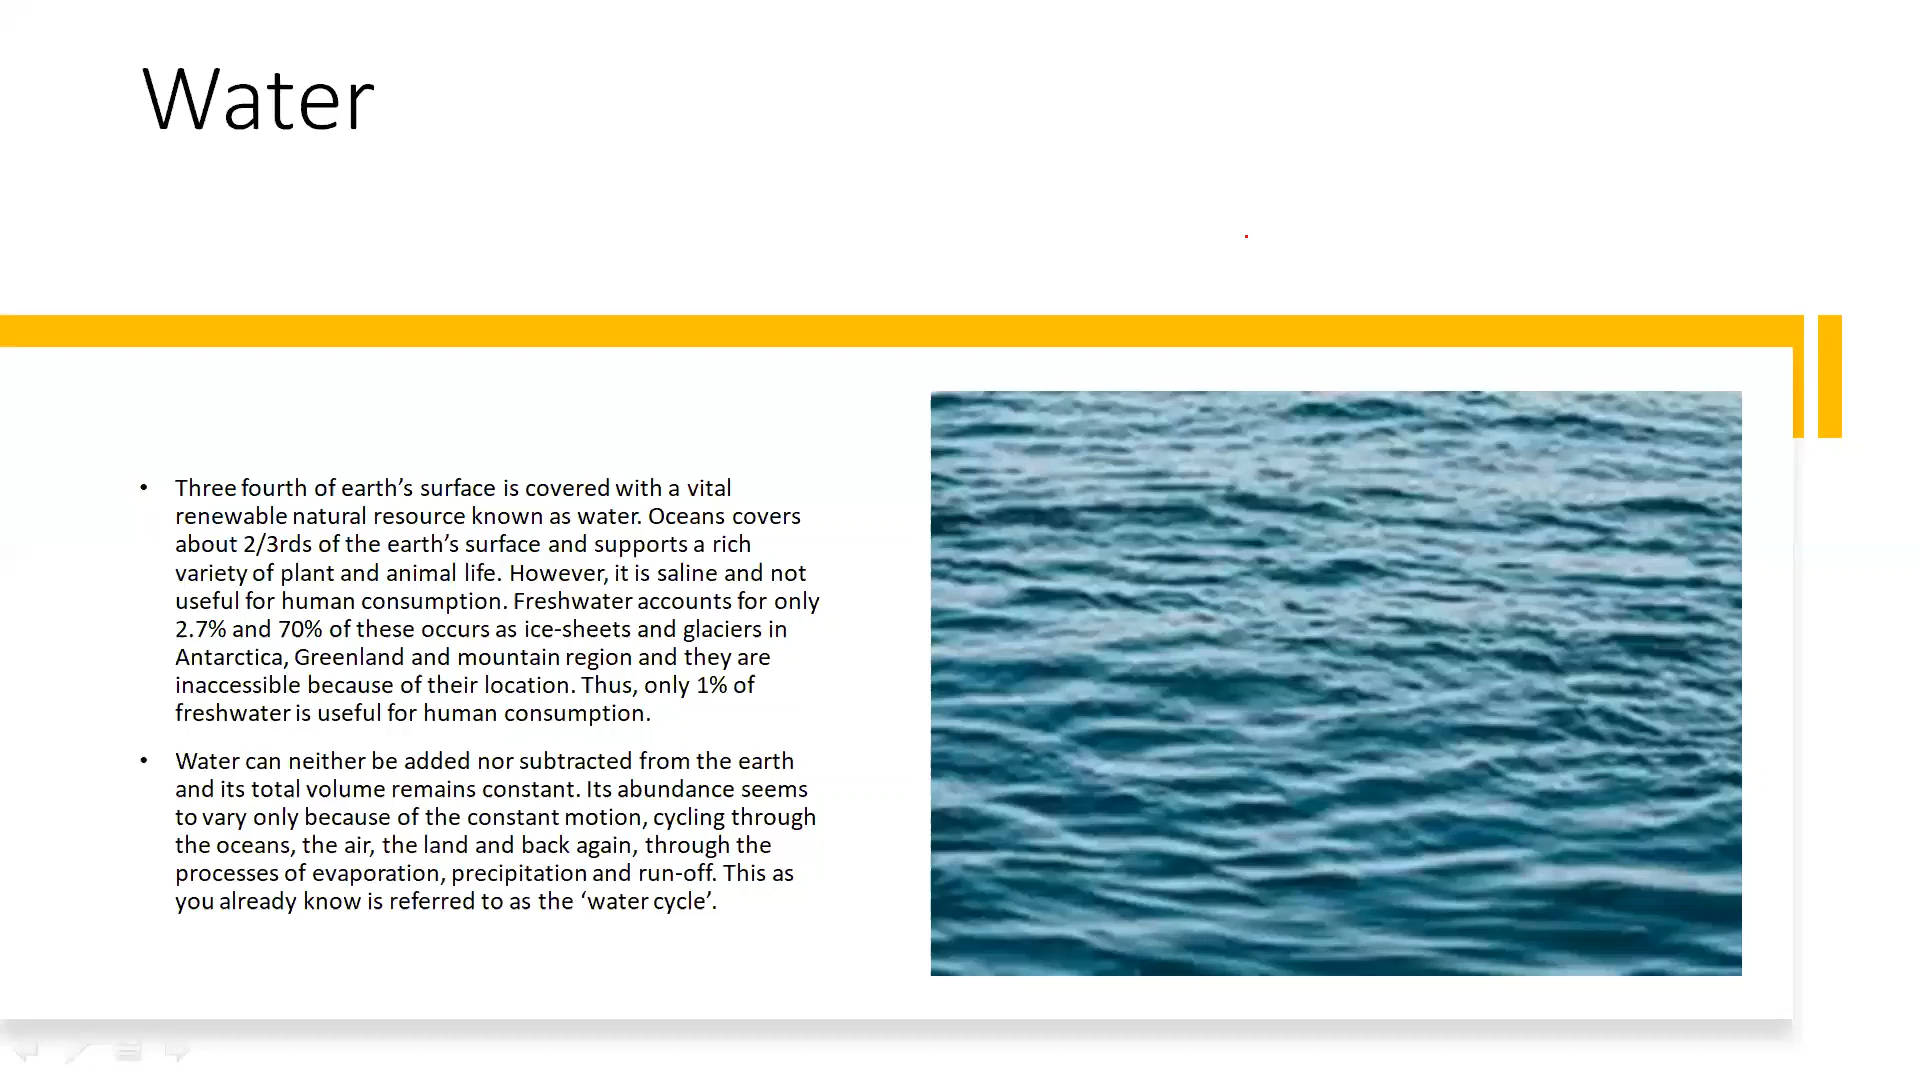 Water
• Three fourth of earth’s surface is covered with a vital
renewable natural resource known as water. Oceans covers
about 2/3rds of the earth’s surface and supports a rich
variety of plant and animal life. However, it is saline and not
useful for human consumption. Freshwater accounts for only
2.7% and 70% of these occurs as ice-sheets and glaciers in
Antarctica, Greenland and mountain region and they are
inaccessible because of their location. Thus, only 1% of
freshwater is useful for human consumption.
• Water can neither be added nor subtracted from the earth
and its total volume remains constant. Its abundance seems
to vary only because of the constant motion, cycling through
the oceans, the air, the land and back again, through the
processes of evaporation, precipitation and run-off. This as
you already know is referred to as the ‘water cycle’.